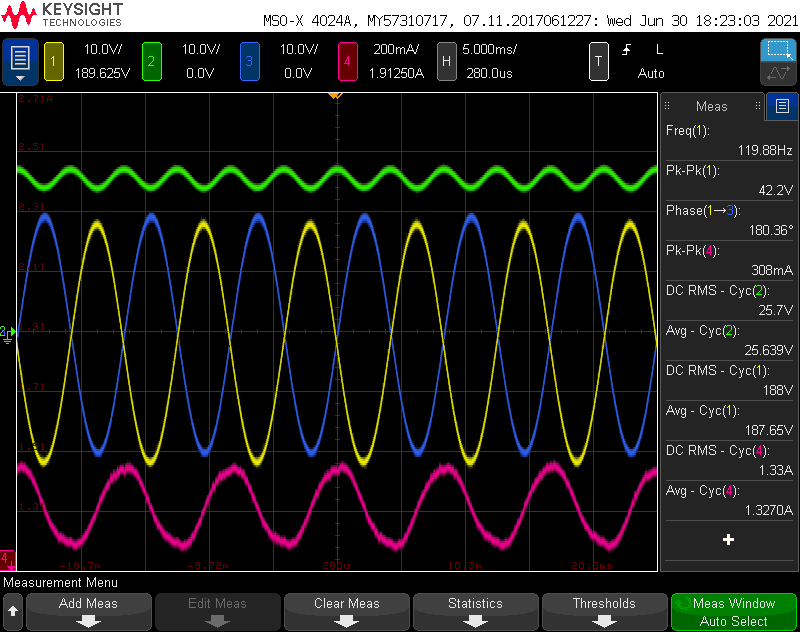 KEYSIGHT
TECHNOLOGIES
MSO-X 4024A, MY57310717, 07.11.2017061227: Wed Jun 30 18:23:03 2021
1 10.0V/ 2 10.0V/ 3 10.0V/ 4 200mA/ H 5.000ms/ T L
189.625V 0.0V 0.0V 1.91250A 280.0us Auto
2.71A
2.51
2.31
2.11
1.91
1.71
1.31
-19.7m -3.72m 280u 10.3m 20.3ms
2
4
Meas
Freq(1):
119.88Hz
Pk-Pk(1):
42.2V
Phase(1→3):
180.36°
Pk-Pk(4):
308mA
DC RMS - Cyc(2):
25.7V
Avg - Cyc(2):
25.639V
DC RMS - Cyc(1):
188V
Avg - Cyc(1):
187.65V
DC RMS - Cyc(4):
1.33A
Avg - Cyc(4):
1.3270A
+
Measurement Menu
Add Meas Edit Meas Clear Meas Statistics Thresholds Meas Window
Auto Select